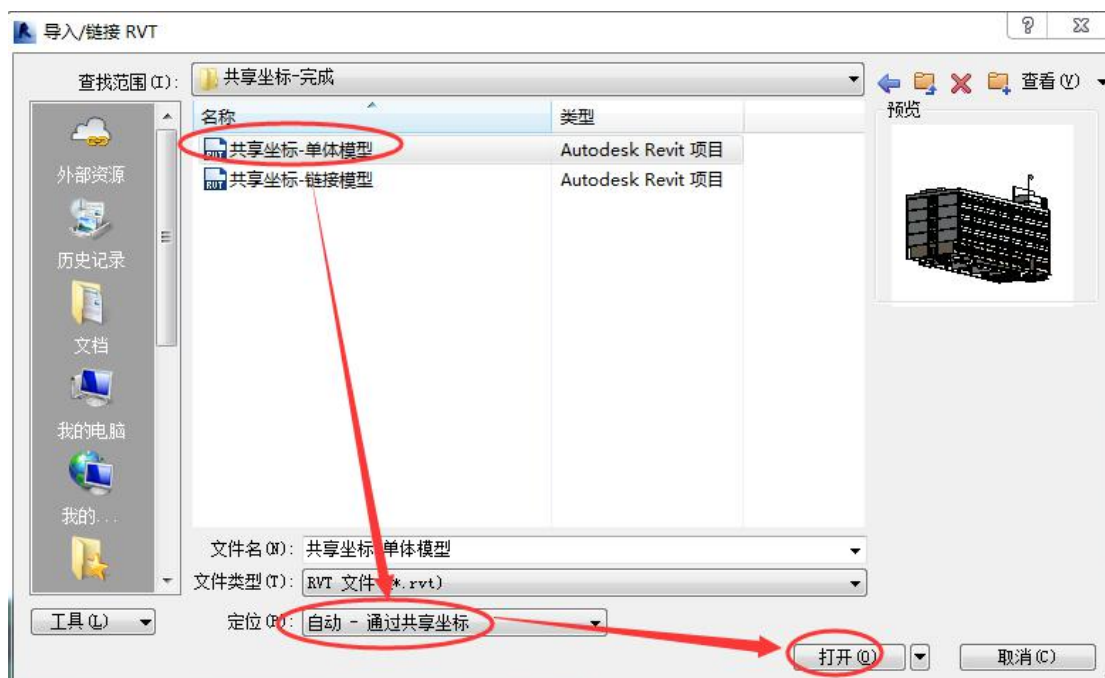 导入/链接 RVT
查找范围(I):
共享坐标-完成
查看(V)
名称
类型
预览
共享坐标-单体模型
Autodesk Revit 项目
共享坐标-链接模型
Autodesk Revit 项目
外部资源
历史记录
文档
我的电脑
我的...
文件名(N):
共享坐标-单体模型
文件类型(T):
RVT 文件 (*.rvt)
工具(L)
定位(P):
自动 - 通过共享坐标
打开(O)
取消(C)